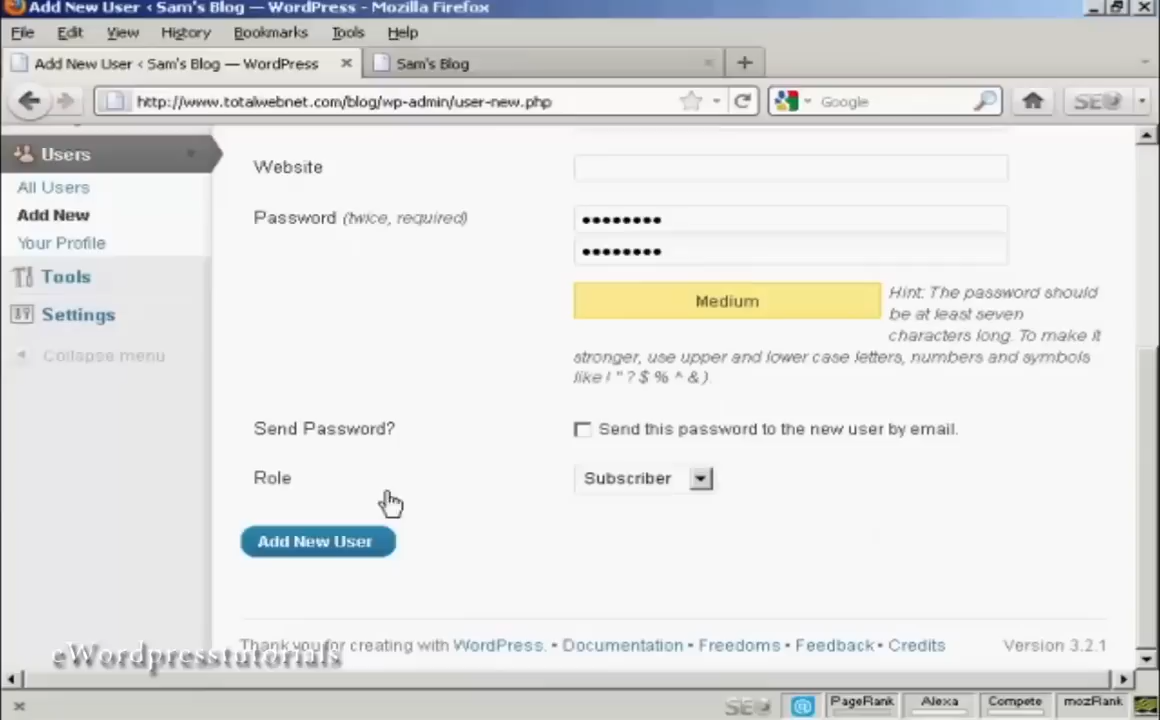 Add New User ‹ Sam's Blog — WordPress - Mozilla Firefox
File Edit View History Bookmarks Tools Help
Add New User ‹ Sam's Blog — WordPress Sam's Blog
http://www.totalwebnet.com/blog/wp-admin/user-new.php Google
Users
All Users
Add New
Your Profile
Tools
Settings
Collapse menu
Website
Password (twice, required)
Medium
Hint: The password should
be at least seven
characters long. To make it
stronger, use upper and lower case letters, numbers and symbols
like ! " ? $ % ^ & ).
Send Password? Send this password to the new user by email.
Role Subscriber
Add New User
Thank you for creating with WordPress. • Documentation • Freedoms • Feedback • Credits Version 3.2.1
eWordpresstutorials
PageRank Alexa Compete mozRank